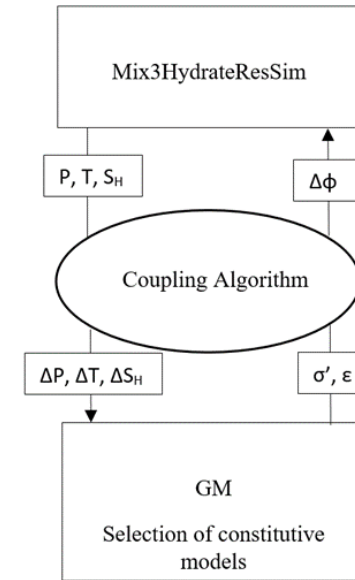 Mix3HydrateResSim
P, T, S_H
Δϕ
Coupling Algorithm
ΔP, ΔT, ΔS_H
σ', ε
GM
Selection of constitutive
models